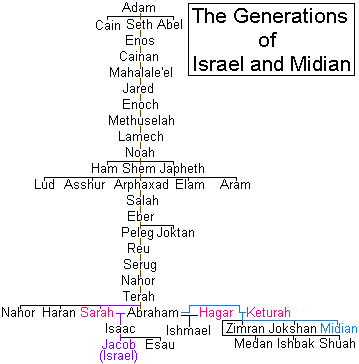 Adam
The Generations
of
Israel and Midian
Cain Seth Abel
Enos
Cainan
Mahalale'el
Jared
Enoch
Methuselah
Lamech
Noah
Ham Shem Japheth
Lud Asshur Arphaxad Elam Aram
Salah
Eber
Peleg Joktan
Reu
Serug
Nahor
Terah
Nahor Haran Sarah Abraham Hagar Keturah
Isaac Ishmael Zimran Jokshan Midian
Jacob Esau Medan Ishbak Shuah
(Israel)